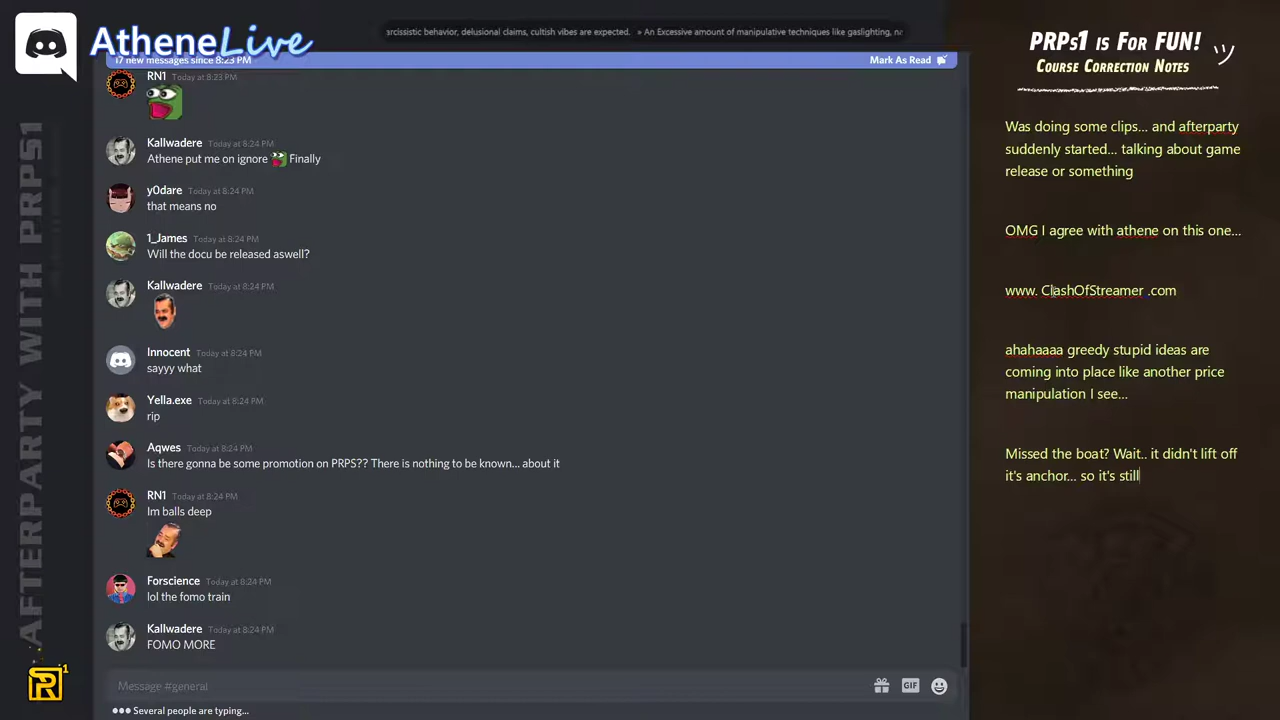 AtheneLive
arcissistic behavior, delusional claims, cultish vibes are expected. » An Excessive amount of manipulative techniques like gaslighting, na
17 new messages since 8:23 PM
Mark As Read
RN1 Today at 8:23 PM
Kallwadere Today at 8:24 PM
Athene put me on ignore Finally
y0dare Today at 8:24 PM
that means no
1_James Today at 8:24 PM
Will the docu be released aswell?
Kallwadere Today at 8:24 PM
Innocent Today at 8:24 PM
sayyy what
Yella.exe Today at 8:24 PM
rip
Aqwes Today at 8:24 PM
Is there gonna be some promotion on PRPS?? There is nothing to be known... about it
RN1 Today at 8:24 PM
Im balls deep
Forscience Today at 8:24 PM
lol the fomo train
Kallwadere Today at 8:24 PM
FOMO MORE
Message #general
GIF
Several people are typing...
AFTERPARTY WITH PRPS1
R1
PRPs1 is For FUN!
Course Correction Notes
ツ
Was doing some clips... and afterparty
suddenly started... talking about game
release or something
OMG I agree with athene on this one...
www. ClashOfStreamer .com
ahahaaaa greedy stupid ideas are
coming into place like another price
manipulation I see...
Missed the boat? Wait.. it didn't lift off
it's anchor... so it's still